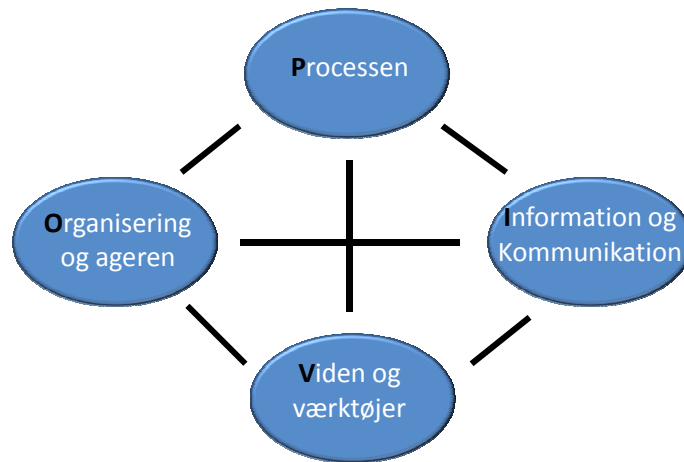 Processen
Organisering
og ageren
Information og
Kommunikation
Viden og
værktøjer